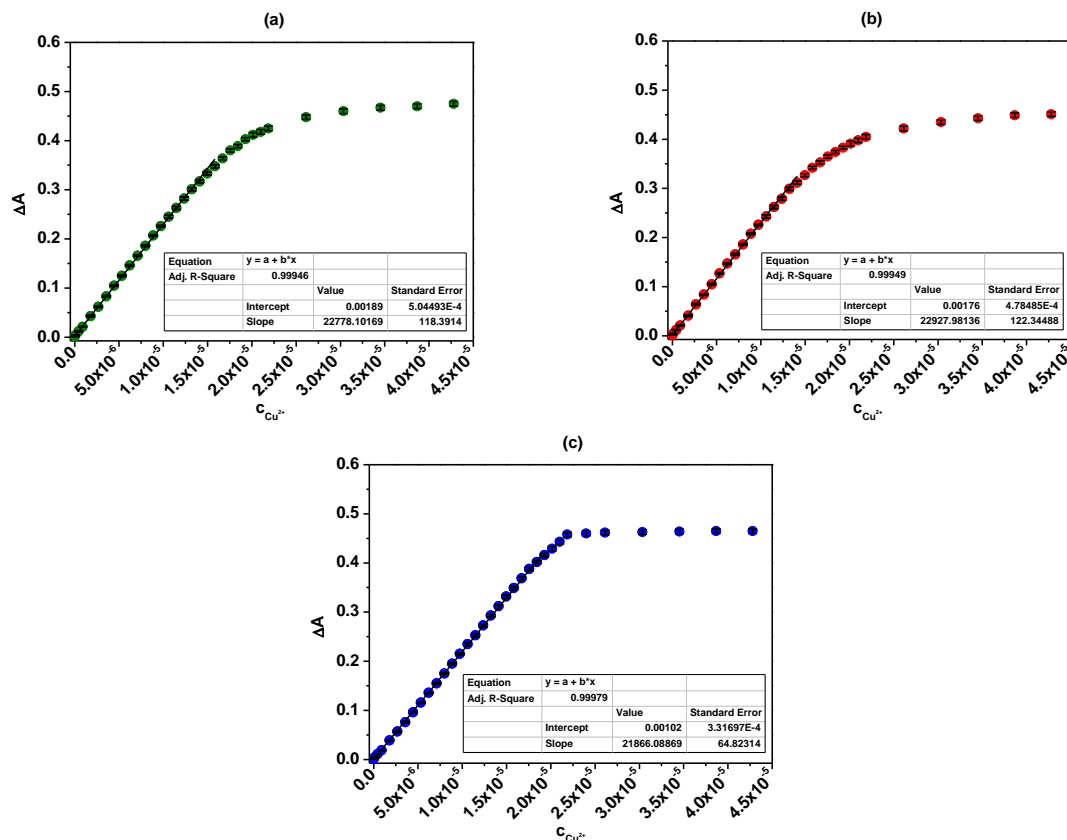 (a)
0.6
0.5
0.4
0.3
0.2
0.1
0.0
ΔA
Equation y = a + b*x
Adj. R-Square 0.99946
Value Standard Error
Intercept 0.00189 5.04493E-4
Slope 22778.10169 118.3914
0.0 5.0x10⁻⁶ 1.0x10⁻⁵ 1.5x10⁻⁵ 2.0x10⁻⁵ 2.5x10⁻⁵ 3.0x10⁻⁵ 3.5x10⁻⁵ 4.0x10⁻⁵ 4.5x10⁻⁵
c Cu²⁺
(b)
0.6
0.5
0.4
0.3
0.2
0.1
0.0
ΔA
Equation y = a + b*x
Adj. R-Square 0.99949
Value Standard Error
Intercept 0.00176 4.78485E-4
Slope 22927.98136 122.34488
0.0 5.0x10⁻⁶ 1.0x10⁻⁵ 1.5x10⁻⁵ 2.0x10⁻⁵ 2.5x10⁻⁵ 3.0x10⁻⁵ 3.5x10⁻⁵ 4.0x10⁻⁵ 4.5x10⁻⁵
c Cu²⁺
(c)
0.6
0.5
0.4
0.3
0.2
0.1
0.0
ΔA
Equation y = a + b*x
Adj. R-Square 0.99979
Value Standard Error
Intercept 0.00102 3.31697E-4
Slope 21866.08869 64.82314
0.0 5.0x10⁻⁶ 1.0x10⁻⁵ 1.5x10⁻⁵ 2.0x10⁻⁵ 2.5x10⁻⁵ 3.0x10⁻⁵ 3.5x10⁻⁵ 4.0x10⁻⁵ 4.5x10⁻⁵
c Cu²⁺